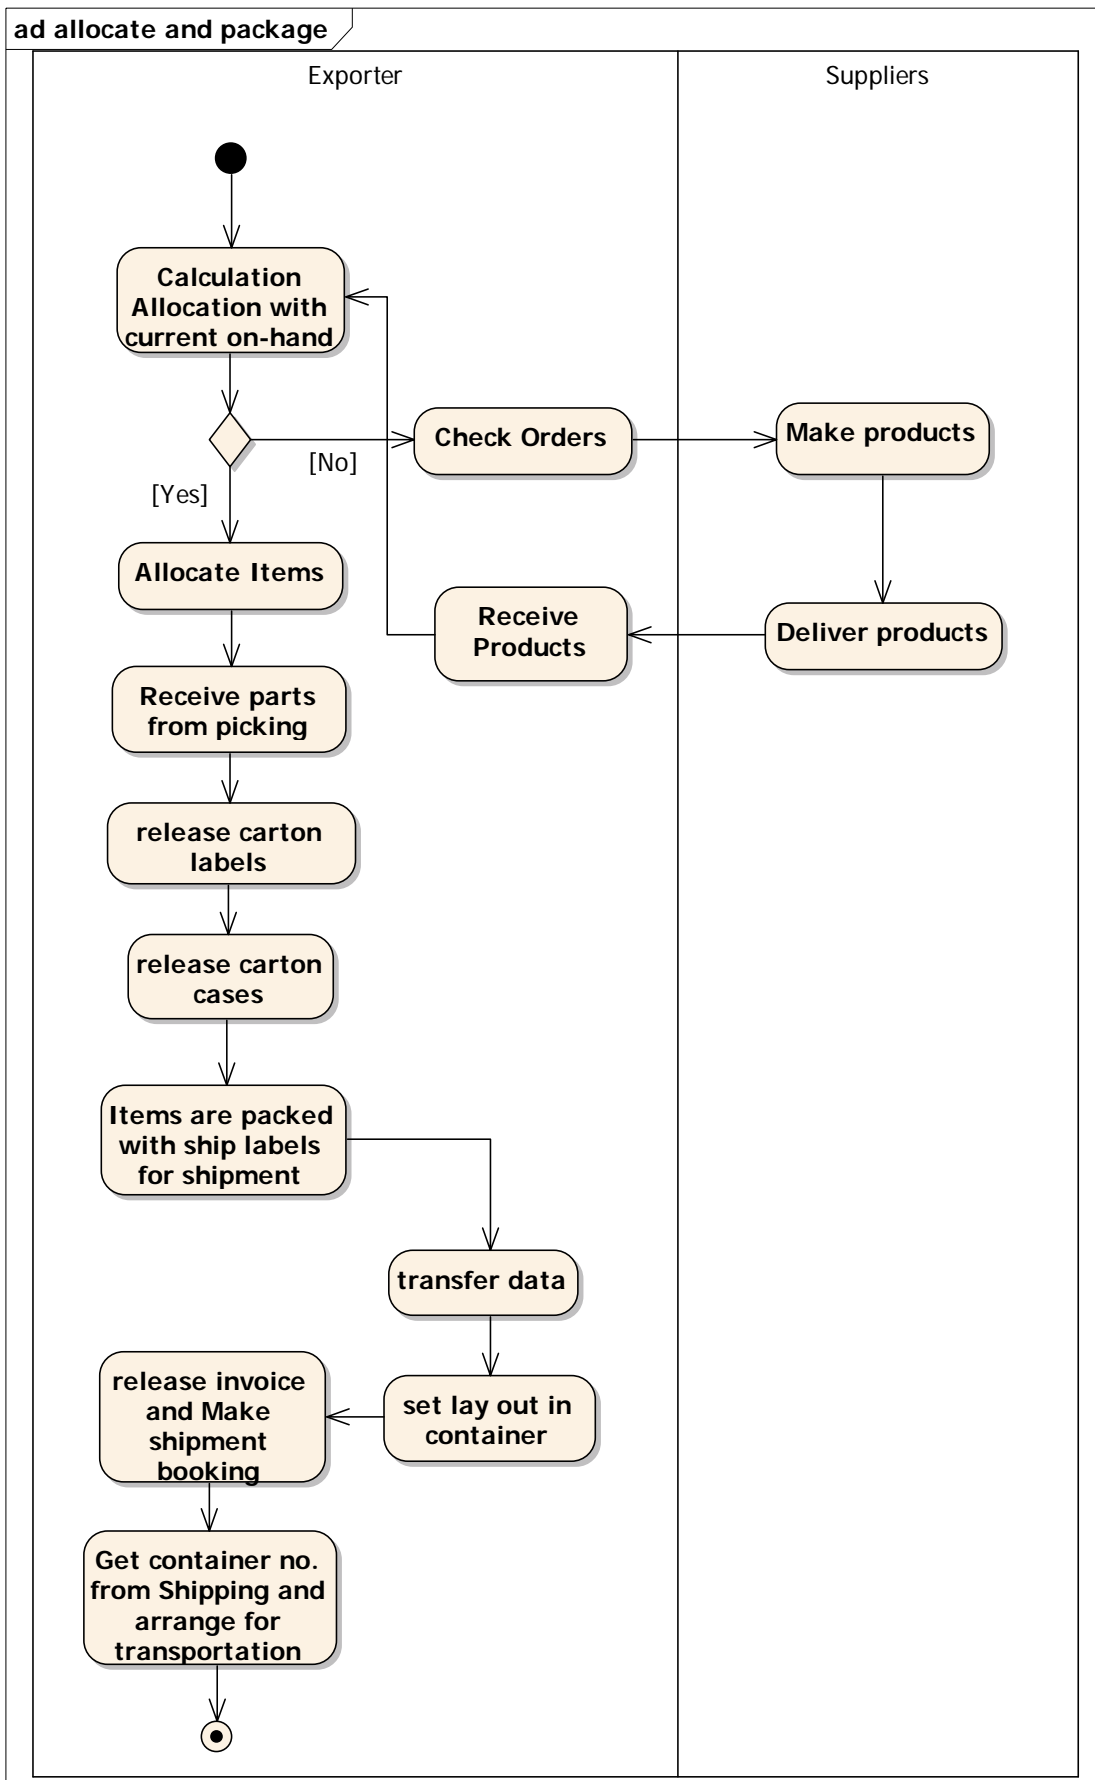 ad allocate and package
Exporter
Suppliers
Calculation
Allocation with
current on-hand
[No]
[Yes]
Check Orders
Make products
Allocate Items
Receive
Products
Deliver products
Receive parts
from picking
release carton
labels
release carton
cases
Items are packed
with ship labels
for shipment
transfer data
set lay out in
container
release invoice
and Make
shipment
booking
Get container no.
from Shipping and
arrange for
transportation